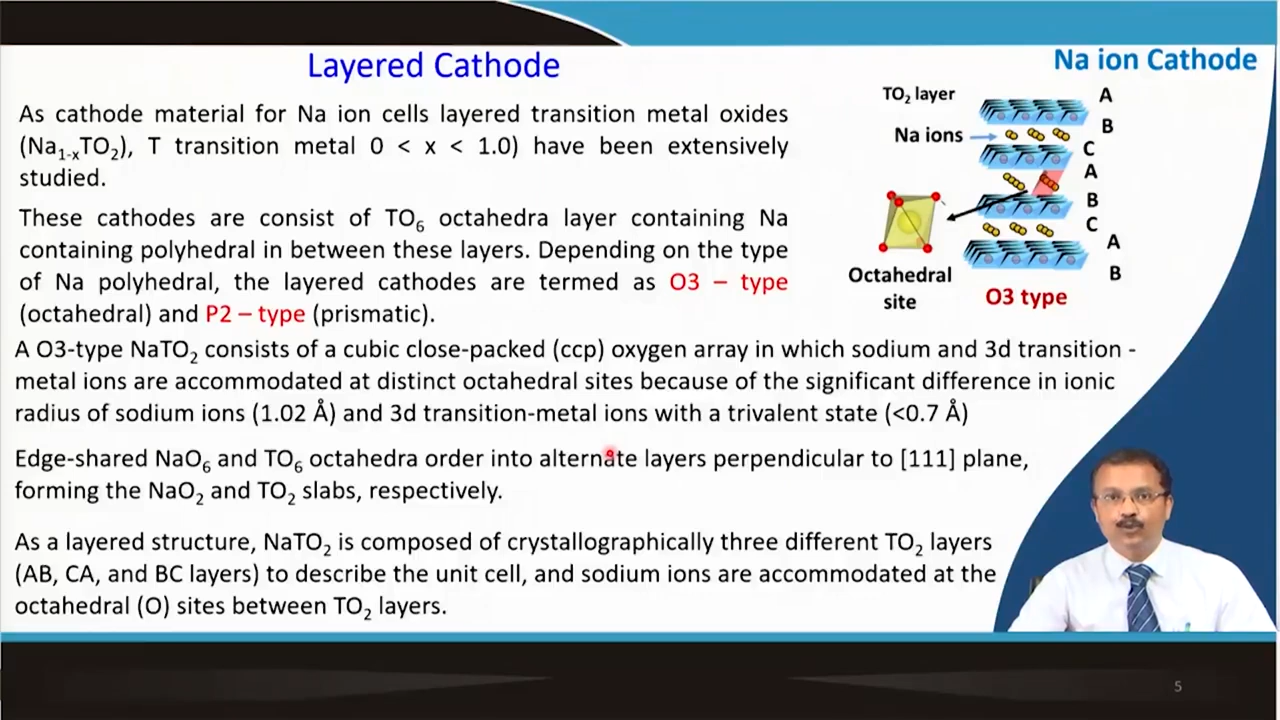 Layered Cathode
Na ion Cathode
As cathode material for Na ion cells layered transition metal oxides
(Na1-xTO2), T transition metal 0 < x < 1.0) have been extensively
studied.
These cathodes are consist of TO6 octahedra layer containing Na
containing polyhedral in between these layers. Depending on the type
of Na polyhedral, the layered cathodes are termed as O3 – type
(octahedral) and P2 – type (prismatic).
TO2 layer
Na ions
A
B
C
A
B
C
A
B
Octahedral
site
O3 type
A O3-type NaTO2 consists of a cubic close-packed (ccp) oxygen array in which sodium and 3d transition -
metal ions are accommodated at distinct octahedral sites because of the significant difference in ionic
radius of sodium ions (1.02 Å) and 3d transition-metal ions with a trivalent state (<0.7 Å)
Edge-shared NaO6 and TO6 octahedra order into alternate layers perpendicular to [111] plane,
forming the NaO2 and TO2 slabs, respectively.
As a layered structure, NaTO2 is composed of crystallographically three different TO2 layers
(AB, CA, and BC layers) to describe the unit cell, and sodium ions are accommodated at the
octahedral (O) sites between TO2 layers.
5